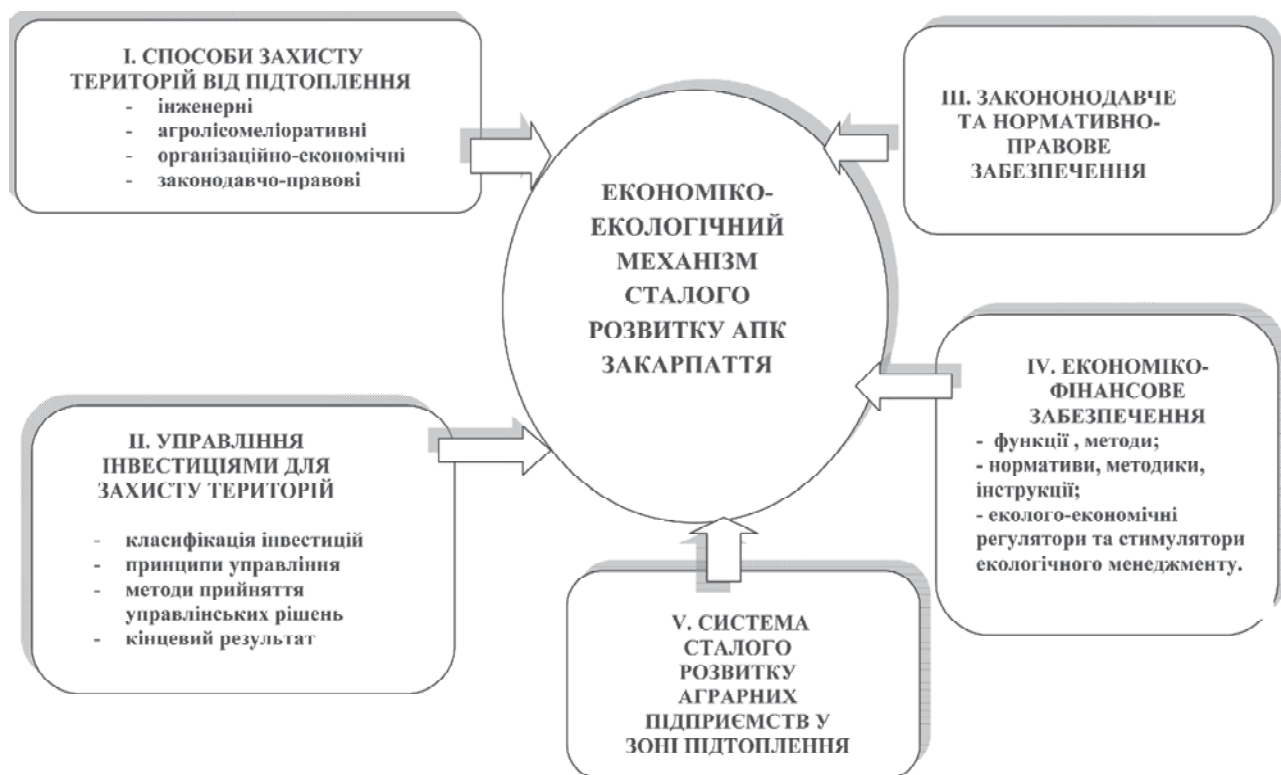 І. СПОСОБИ ЗАХИСТУ
ТЕРИТОРІЙ ВІД ПІДТОПЛЕННЯ
- інженерні
- агролісомеліоративні
- організаційно-економічні
- законодавчо-правові
ІІ. УПРАВЛІННЯ
ІНВЕСТИЦІЯМИ ДЛЯ
ЗАХИСТУ ТЕРИТОРІЙ
- класифікація інвестицій
- принципи управління
- методи прийняття
управлінських рішень
- кінцевий результат
ЕКОНОМІКО-
ЕКОЛОГІЧНИЙ
МЕХАНІЗМ
СТАЛОГО
РОЗВИТКУ АПК
ЗАКАРПАТТЯ
ІІІ. ЗАКОНОНОДАВЧЕ
ТА НОРМАТИВНО-
ПРАВОВЕ
ЗАБЕЗПЕЧЕННЯ
IV. ЕКОНОМІКО-
ФІНАНСОВЕ
ЗАБЕЗПЕЧЕННЯ
- функції , методи;
- нормативи, методики,
інструкції;
- еколого-економічні
регулятори та стимулятори
екологічного менеджменту.
V. СИСТЕМА
СТАЛОГО
РОЗВИТКУ
АГРАРНИХ
ПІДПРИЄМСТВ У
ЗОНІ ПІДТОПЛЕННЯ